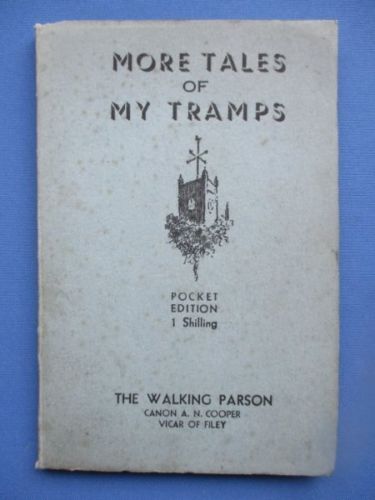 MORE TALES
OF
MY TRAMPS
POCKET
EDITION
1 Shilling
THE WALKING PARSON
CANON A. N. COOPER
VICAR OF FILEY